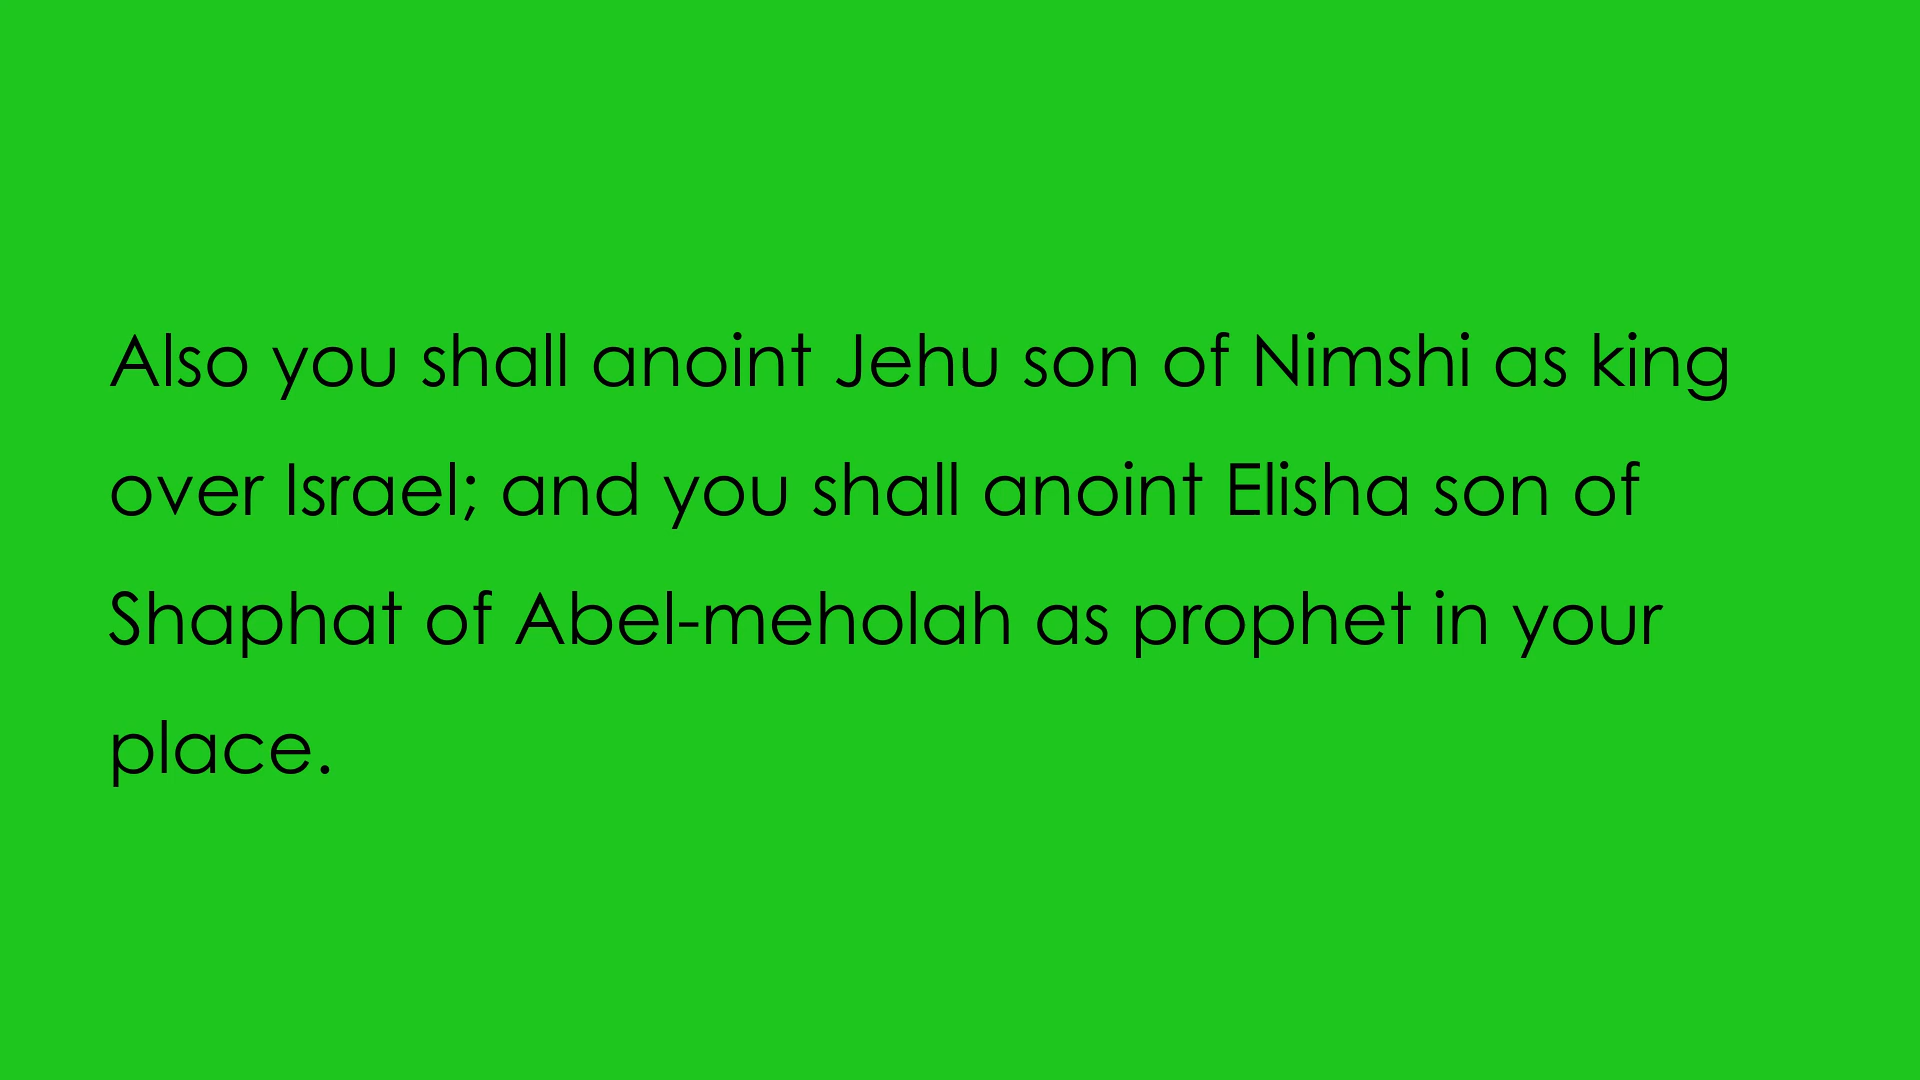 Also you shall anoint Jehu son of Nimshi as king
over Israel; and you shall anoint Elisha son of
Shaphat of Abel-meholah as prophet in your
place.